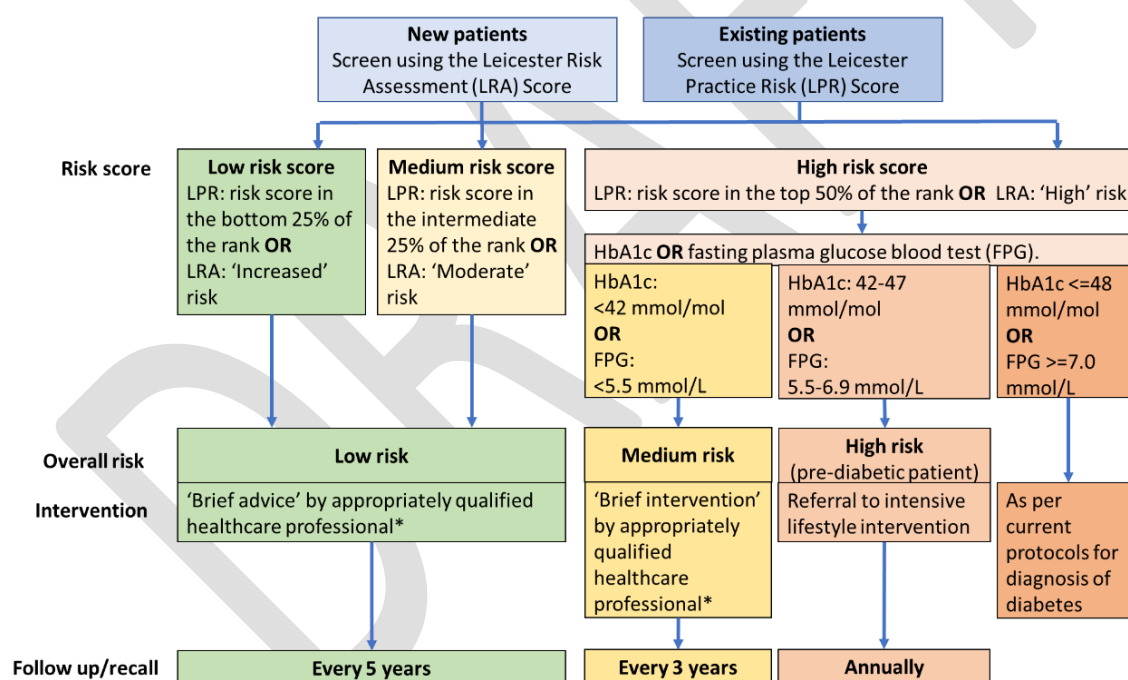 New patients
Screen using the Leicester Risk
Assessment (LRA) Score
Existing patients
Screen using the Leicester
Practice Risk (LPR) Score
Risk score
Low risk score
LPR: risk score in
the bottom 25% of
the rank OR
LRA: ‘Increased’
risk
Medium risk score
LPR: risk score in
the intermediate
25% of the rank OR
LRA: ‘Moderate’
risk
High risk score
LPR: risk score in the top 50% of the rank OR LRA: ‘High’ risk
HbA1c OR fasting plasma glucose blood test (FPG).
HbA1c:
<42 mmol/mol
OR
FPG:
<5.5 mmol/L
HbA1c: 42-47
mmol/mol
OR
FPG:
5.5-6.9 mmol/L
HbA1c <=48
mmol/mol
OR
FPG >=7.0
mmol/L
Overall risk
Low risk
Medium risk
High risk
(pre-diabetic patient)
Intervention
‘Brief advice’ by appropriately qualified
healthcare professional*
‘Brief intervention’
by appropriately
qualified
healthcare
professional*
Referral to intensive
lifestyle intervention
As per
current
protocols for
diagnosis of
diabetes
Follow up/recall
Every 5 years
Every 3 years
Annually